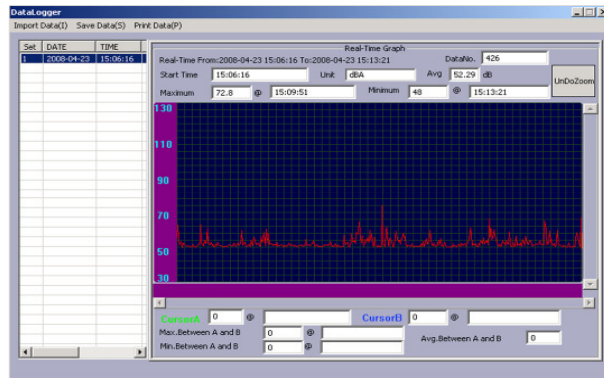 DataLogger
Import Data(I) Save Data(S) Print Data(P)
Set DATE TIME
1 2008-04-23 15:06:16
Real-Time Graph
Real-Time From:2008-04-23 15:06:16 To:2008-04-23 15:13:21 DataNo. 426
Start Time 15:06:16 Unit dBA Avg 52.29 dB
UnDoZoom
Maximum 72.8 @ 15:09:51 Minimum 48 @ 15:13:21
130
110
90
70
50
30
CursorA 0 @ CursorB 0 @
Max.Between A and B 0 @
Avg.Between A and B 0
Min.Between A and B 0 @